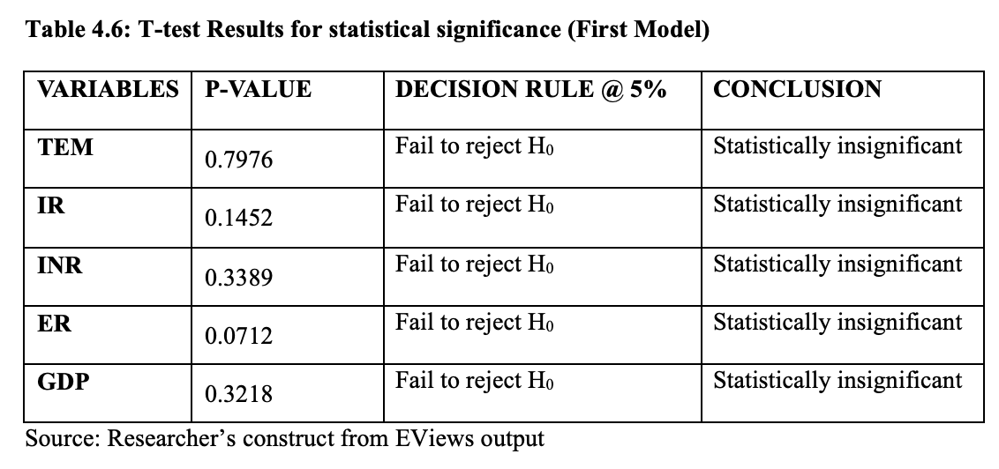 Table 4.6: T-test Results for statistical significance (First Model)
VARIABLES P-VALUE DECISION RULE @ 5% CONCLUSION
TEM 0.7976 Fail to reject H₀ Statistically insignificant
IR 0.1452 Fail to reject H₀ Statistically insignificant
INR 0.3389 Fail to reject H₀ Statistically insignificant
ER 0.0712 Fail to reject H₀ Statistically insignificant
GDP 0.3218 Fail to reject H₀ Statistically insignificant
Source: Researcher’s construct from EViews output